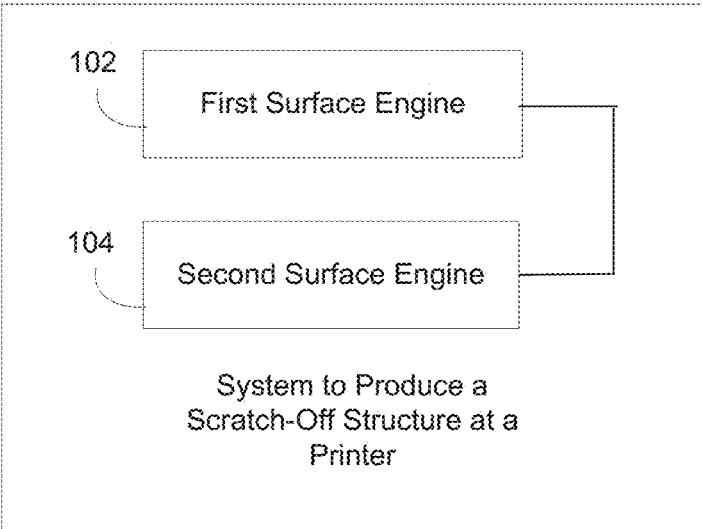 102
First Surface Engine
104
Second Surface Engine
System to Produce a
Scratch-Off Structure at a
Printer